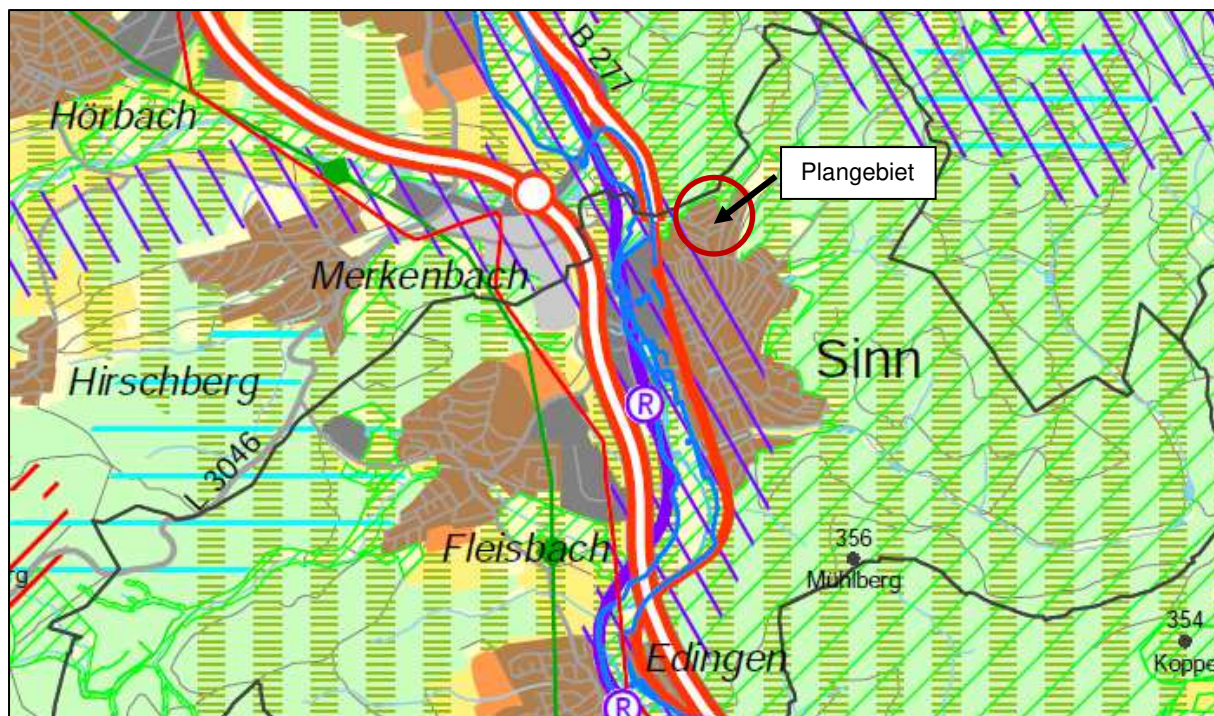 B 277
Hörbach
Plangebiet
Merkenbach
Sinn
Hirschberg
R
L 3046
356
Mühlberg
Fleisbach
rg
354
Koppe
Edingen
R